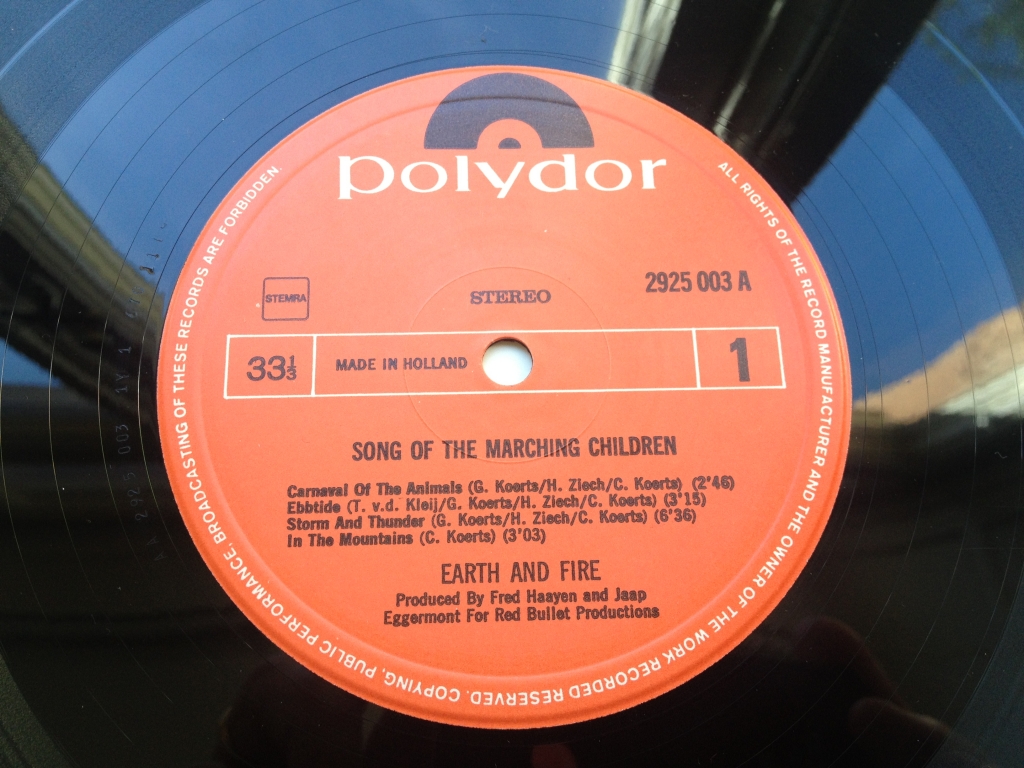 polydor
ALL RIGHTS OF THE RECORD MANUFACTURER AND THE OWNER OF THE WORK RECORDED RESERVED. COPYING, PUBLIC PERFORMANCE, BROADCASTING OF THESE RECORDS ARE FORBIDDEN.
STEMRA
STEREO
2925 003 A
33⅓
MADE IN HOLLAND
1
SONG OF THE MARCHING CHILDREN
Carnaval Of The Animals (G. Koerts/H. Ziech/C. Koerts) (2'46)
Ebbtide (T. v.d. Kleij/G. Koerts/H. Ziech/C. Koerts) (3'15)
Storm And Thunder (G. Koerts/H. Ziech/C. Koerts) (6'36)
In The Mountains (C. Koerts) (3'03)
EARTH AND FIRE
Produced By Fred Haayen and Jaap
Eggermont For Red Bullet Productions